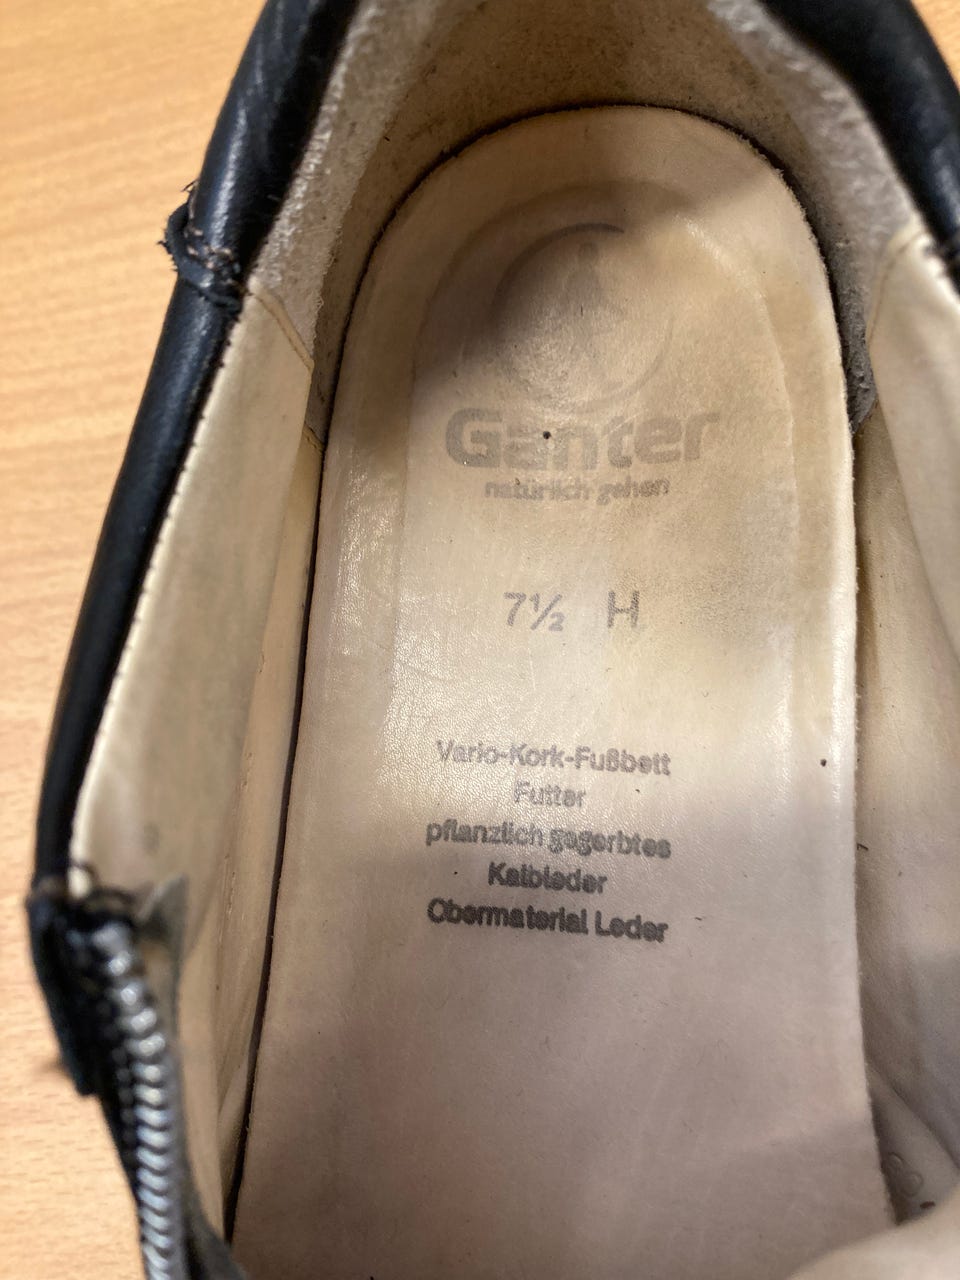 Ganter
natürlich gehen
7½ H
Vario-Kork-Fußbett
Futter
pflanzlich gegerbtes
Kalbleder
Obermaterial Leder